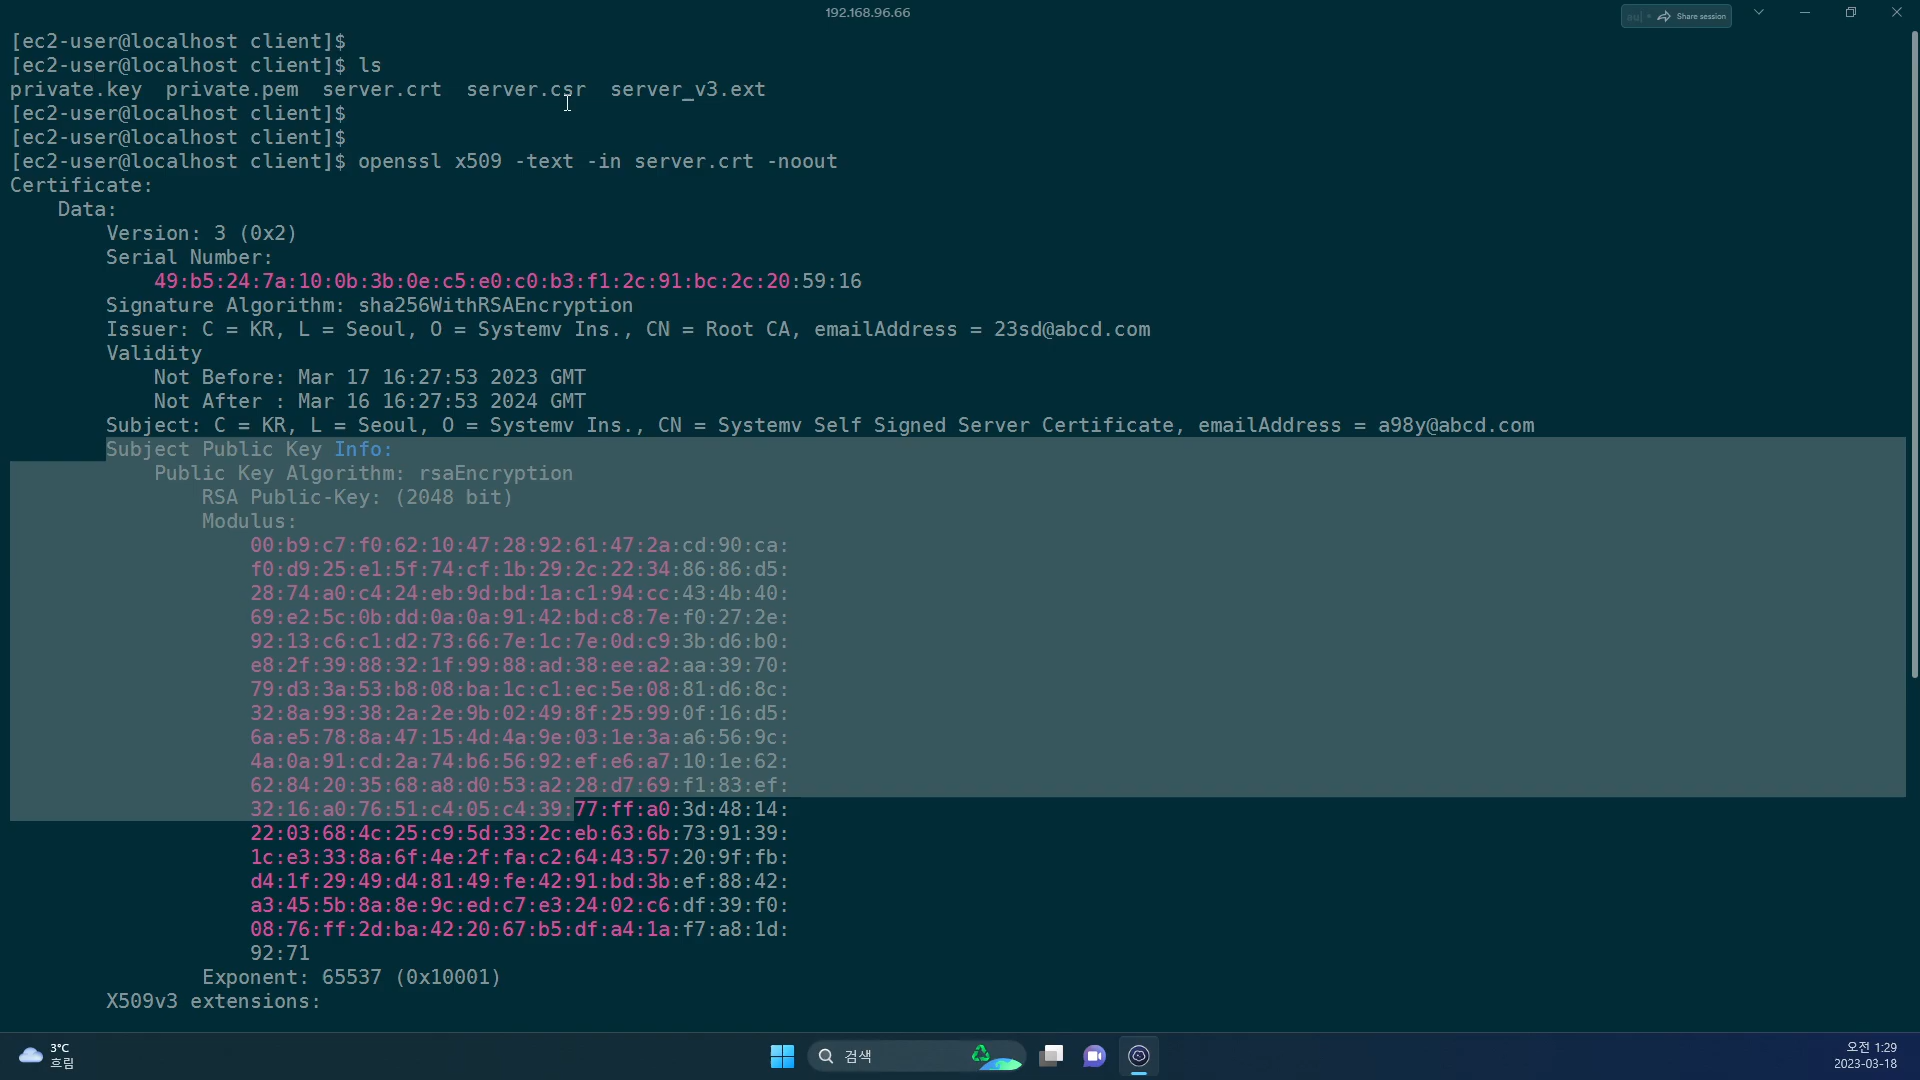 192.168.96.66
Share session
[ec2-user@localhost client]$
[ec2-user@localhost client]$ ls
private.key  private.pem  server.crt  server.csr  server_v3.ext
[ec2-user@localhost client]$
[ec2-user@localhost client]$
[ec2-user@localhost client]$ openssl x509 -text -in server.crt -noout
Certificate:
    Data:
        Version: 3 (0x2)
        Serial Number:
            49:b5:24:7a:10:0b:3b:0e:c5:e0:c0:b3:f1:2c:91:bc:2c:20:59:16
        Signature Algorithm: sha256WithRSAEncryption
        Issuer: C = KR, L = Seoul, O = Systemv Ins., CN = Root CA, emailAddress = 23sd@abcd.com
        Validity
            Not Before: Mar 17 16:27:53 2023 GMT
            Not After : Mar 16 16:27:53 2024 GMT
        Subject: C = KR, L = Seoul, O = Systemv Ins., CN = Systemv Self Signed Server Certificate, emailAddress = a98y@abcd.com
        Subject Public Key Info:
            Public Key Algorithm: rsaEncryption
                RSA Public-Key: (2048 bit)
                Modulus:
                    00:b9:c7:f0:62:10:47:28:92:61:47:2a:cd:90:ca:
                    f0:d9:25:e1:5f:74:cf:1b:29:2c:22:34:86:86:d5:
                    28:74:a0:c4:24:eb:9d:bd:1a:c1:94:cc:43:4b:40:
                    69:e2:5c:0b:dd:0a:0a:91:42:bd:c8:7e:f0:27:2e:
                    92:13:c6:c1:d2:73:66:7e:1c:7e:0d:c9:3b:d6:b0:
                    e8:2f:39:88:32:1f:99:88:ad:38:ee:a2:aa:39:70:
                    79:d3:3a:53:b8:08:ba:1c:c1:ec:5e:08:81:d6:8c:
                    32:8a:93:38:2a:2e:9b:02:49:8f:25:99:0f:16:d5:
                    6a:e5:78:8a:47:15:4d:4a:9e:03:1e:3a:a6:56:9c:
                    4a:0a:91:cd:2a:74:b6:56:92:ef:e6:a7:10:1e:62:
                    62:84:20:35:68:a8:d0:53:a2:28:d7:69:f1:83:ef:
                    32:16:a0:76:51:c4:05:c4:39:77:ff:a0:3d:48:14:
                    22:03:68:4c:25:c9:5d:33:2c:eb:63:6b:73:91:39:
                    1c:e3:33:8a:6f:4e:2f:fa:c2:64:43:57:20:9f:fb:
                    d4:1f:29:49:d4:81:49:fe:42:91:bd:3b:ef:88:42:
                    a3:45:5b:8a:8e:9c:ed:c7:e3:24:02:c6:df:39:f0:
                    08:76:ff:2d:ba:42:20:67:b5:df:a4:1a:f7:a8:1d:
                    92:71
                Exponent: 65537 (0x10001)
        X509v3 extensions:
3°C
흐림
검색
오전 1:29
2023-03-18